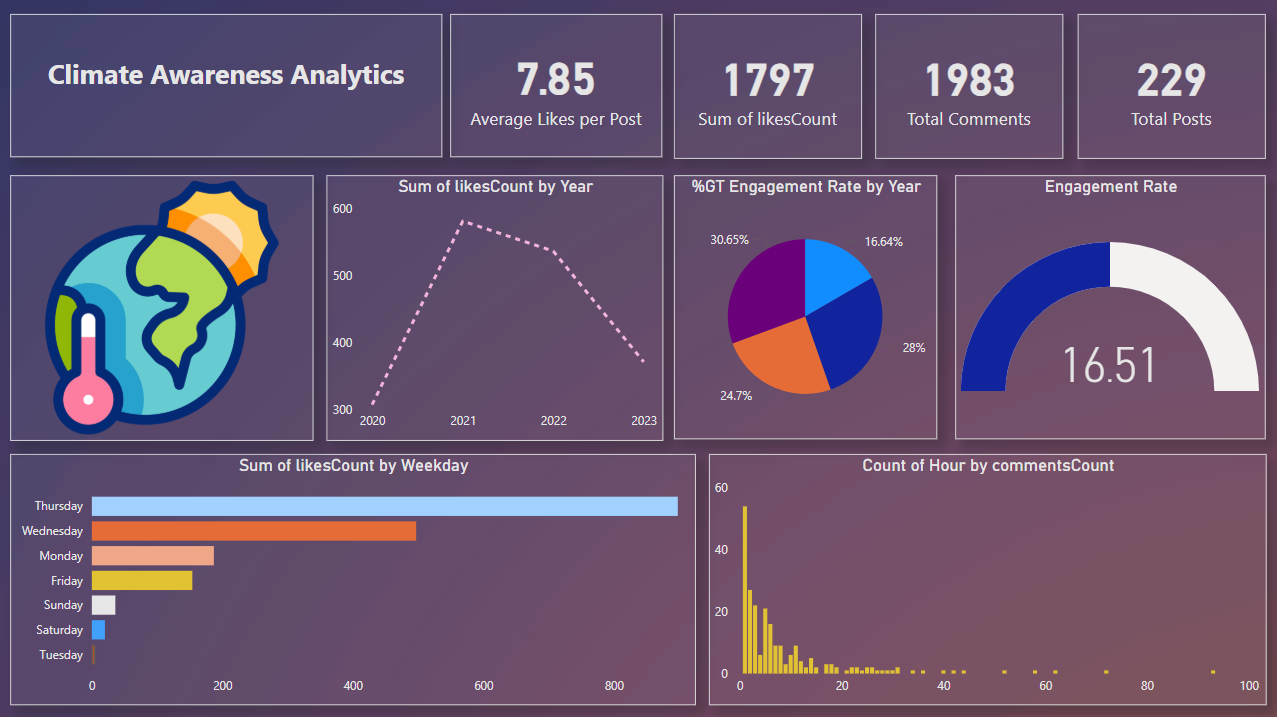 Climate Awareness Analytics
7.85
Average Likes per Post
1797
Sum of likesCount
1983
Total Comments
229
Total Posts
Sum of likesCount by Year
600
500
400
300
2020 2021 2022 2023
%GT Engagement Rate by Year
30.65% 16.64%
28%
24.7%
Engagement Rate
16.51
Sum of likesCount by Weekday
Thursday
Wednesday
Monday
Friday
Sunday
Saturday
Tuesday
0 200 400 600 800
Count of Hour by commentsCount
60
40
20
0
0 20 40 60 80 100